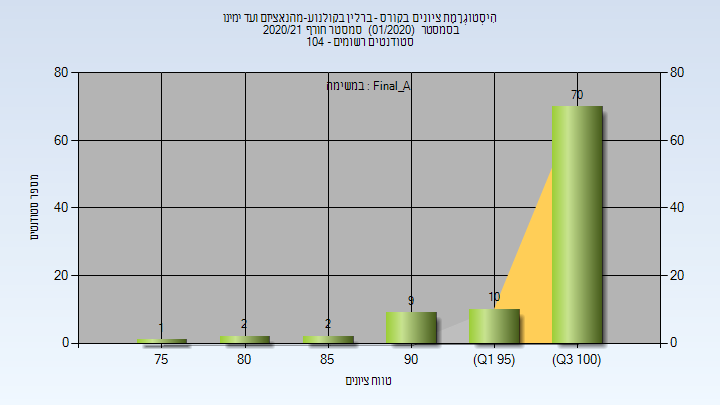 הִיסְטוֹגְרָמַת ציונים בקורס - ברלין בקולנוע-מהנאציזם ועד ימינו
בסמסטר (01/2020) סמסטר חורף 2020/21
סטודנטים רשומים - 104
במשימה : Final_A
80 80
60 60
40 40
20 20
0 0
מספר סטודנטים
1 2 2 9 10 70
75 80 85 90 (Q1 95) (Q3 100)
טווח ציונים